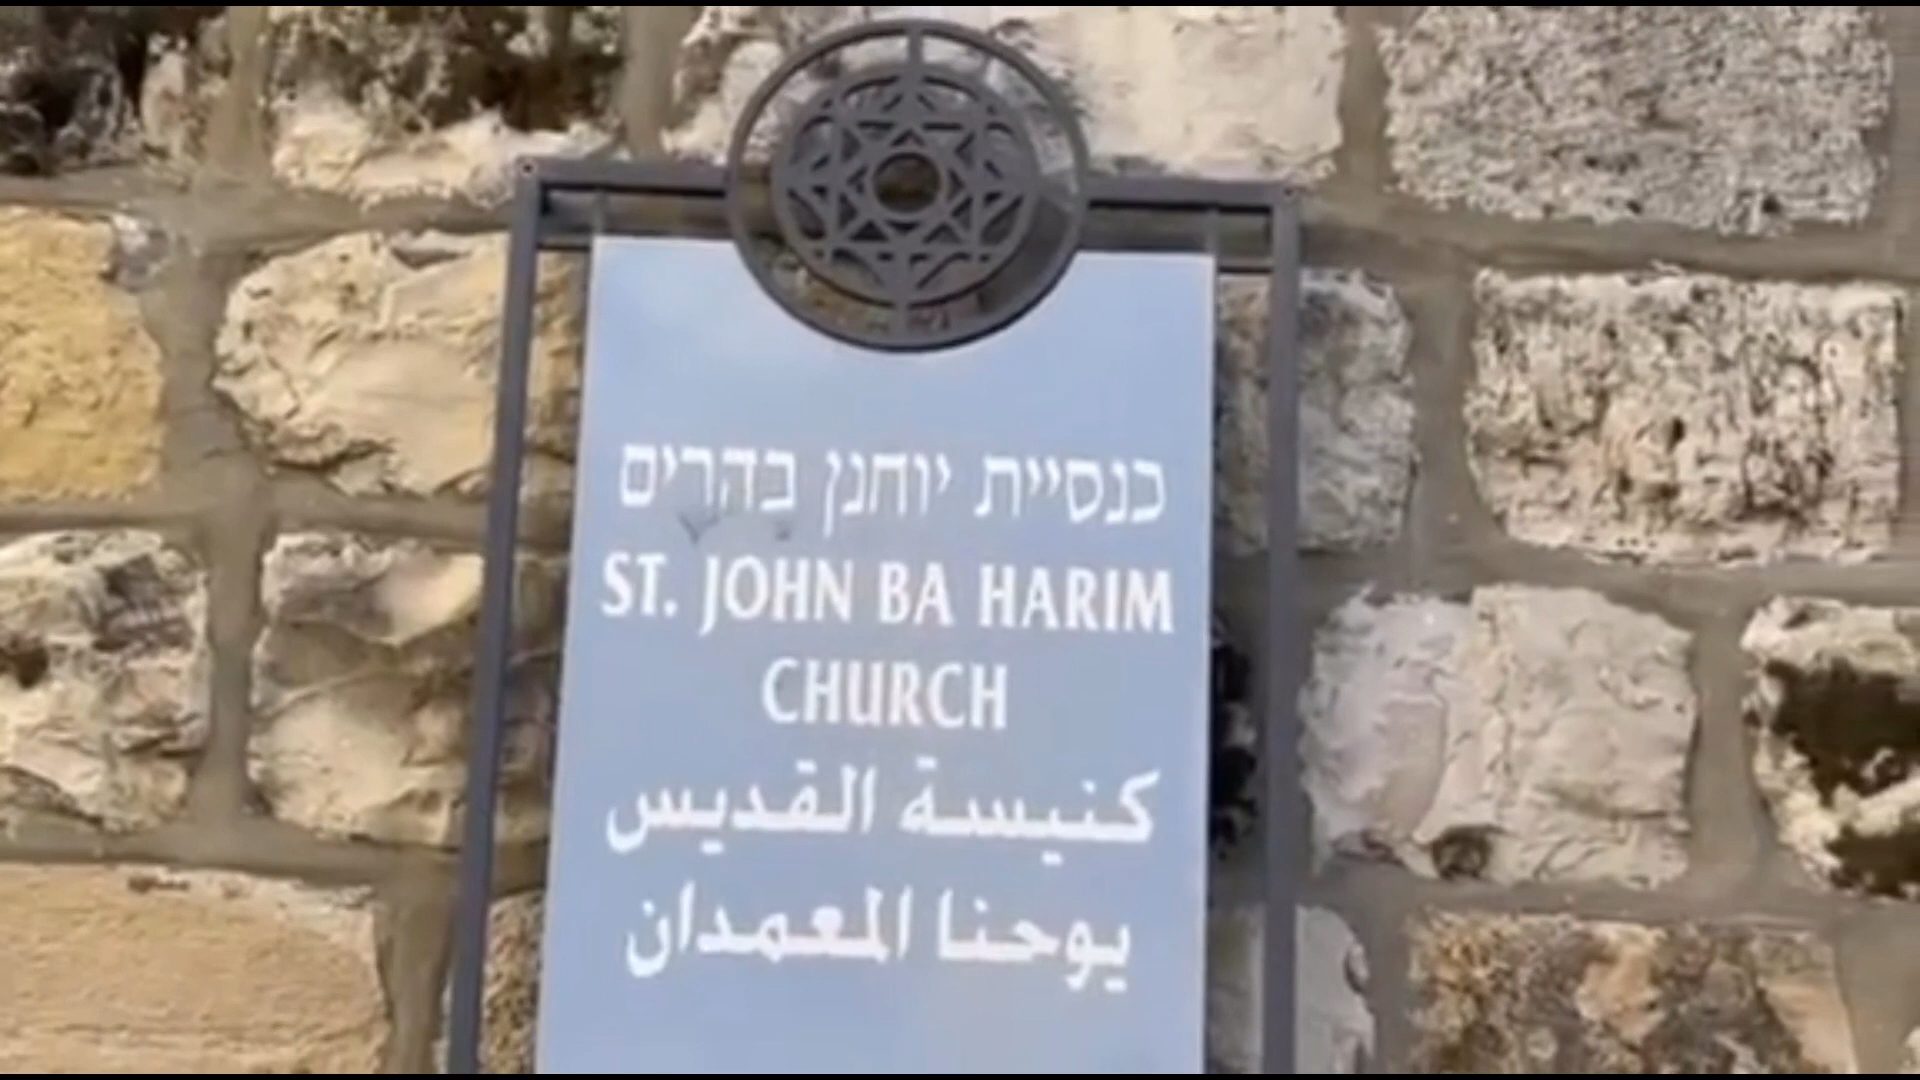 כנסיית יוחנן בהרים
ST. JOHN BA HARIM
CHURCH
كنيسة القديس
يوحنا المعمدان